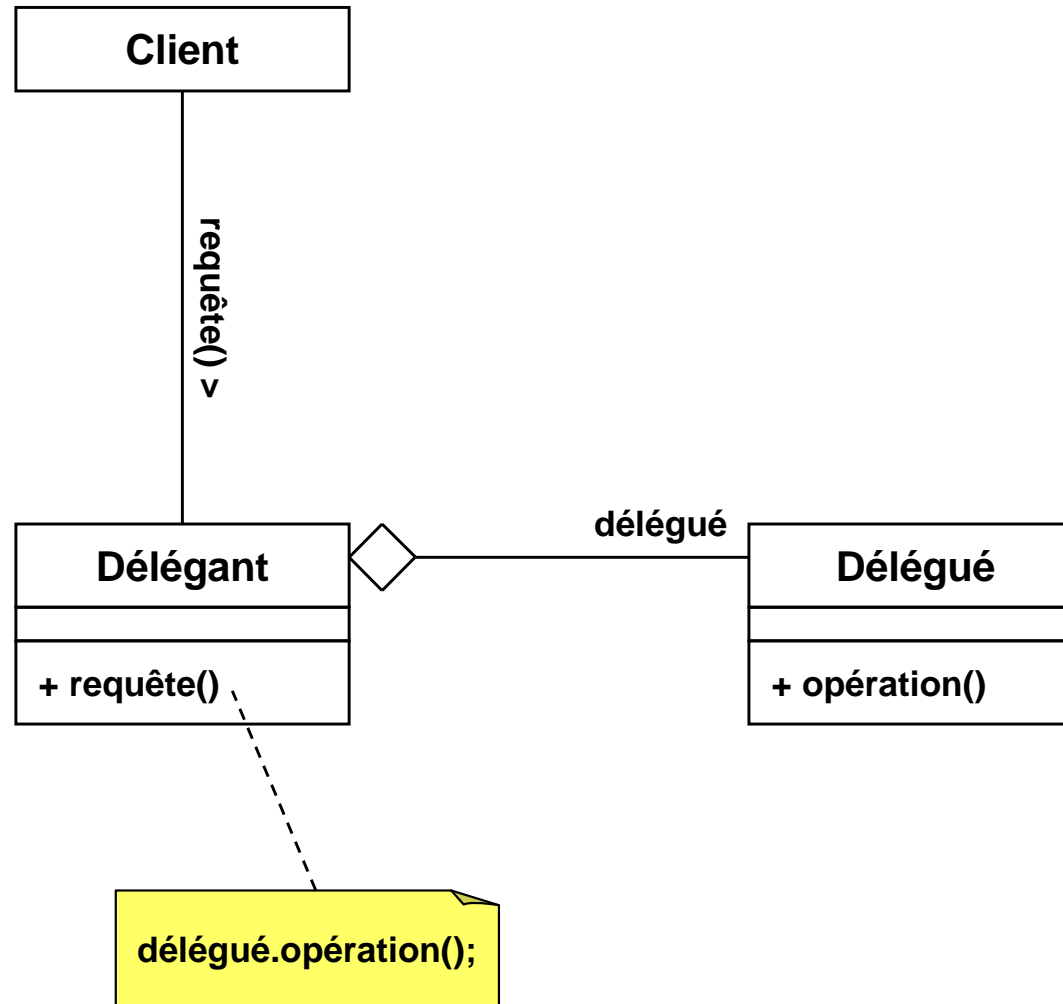 Client
requête() >
délégué
Délégant
Délégué
+ requête()
+ opération()
délégué.opération();